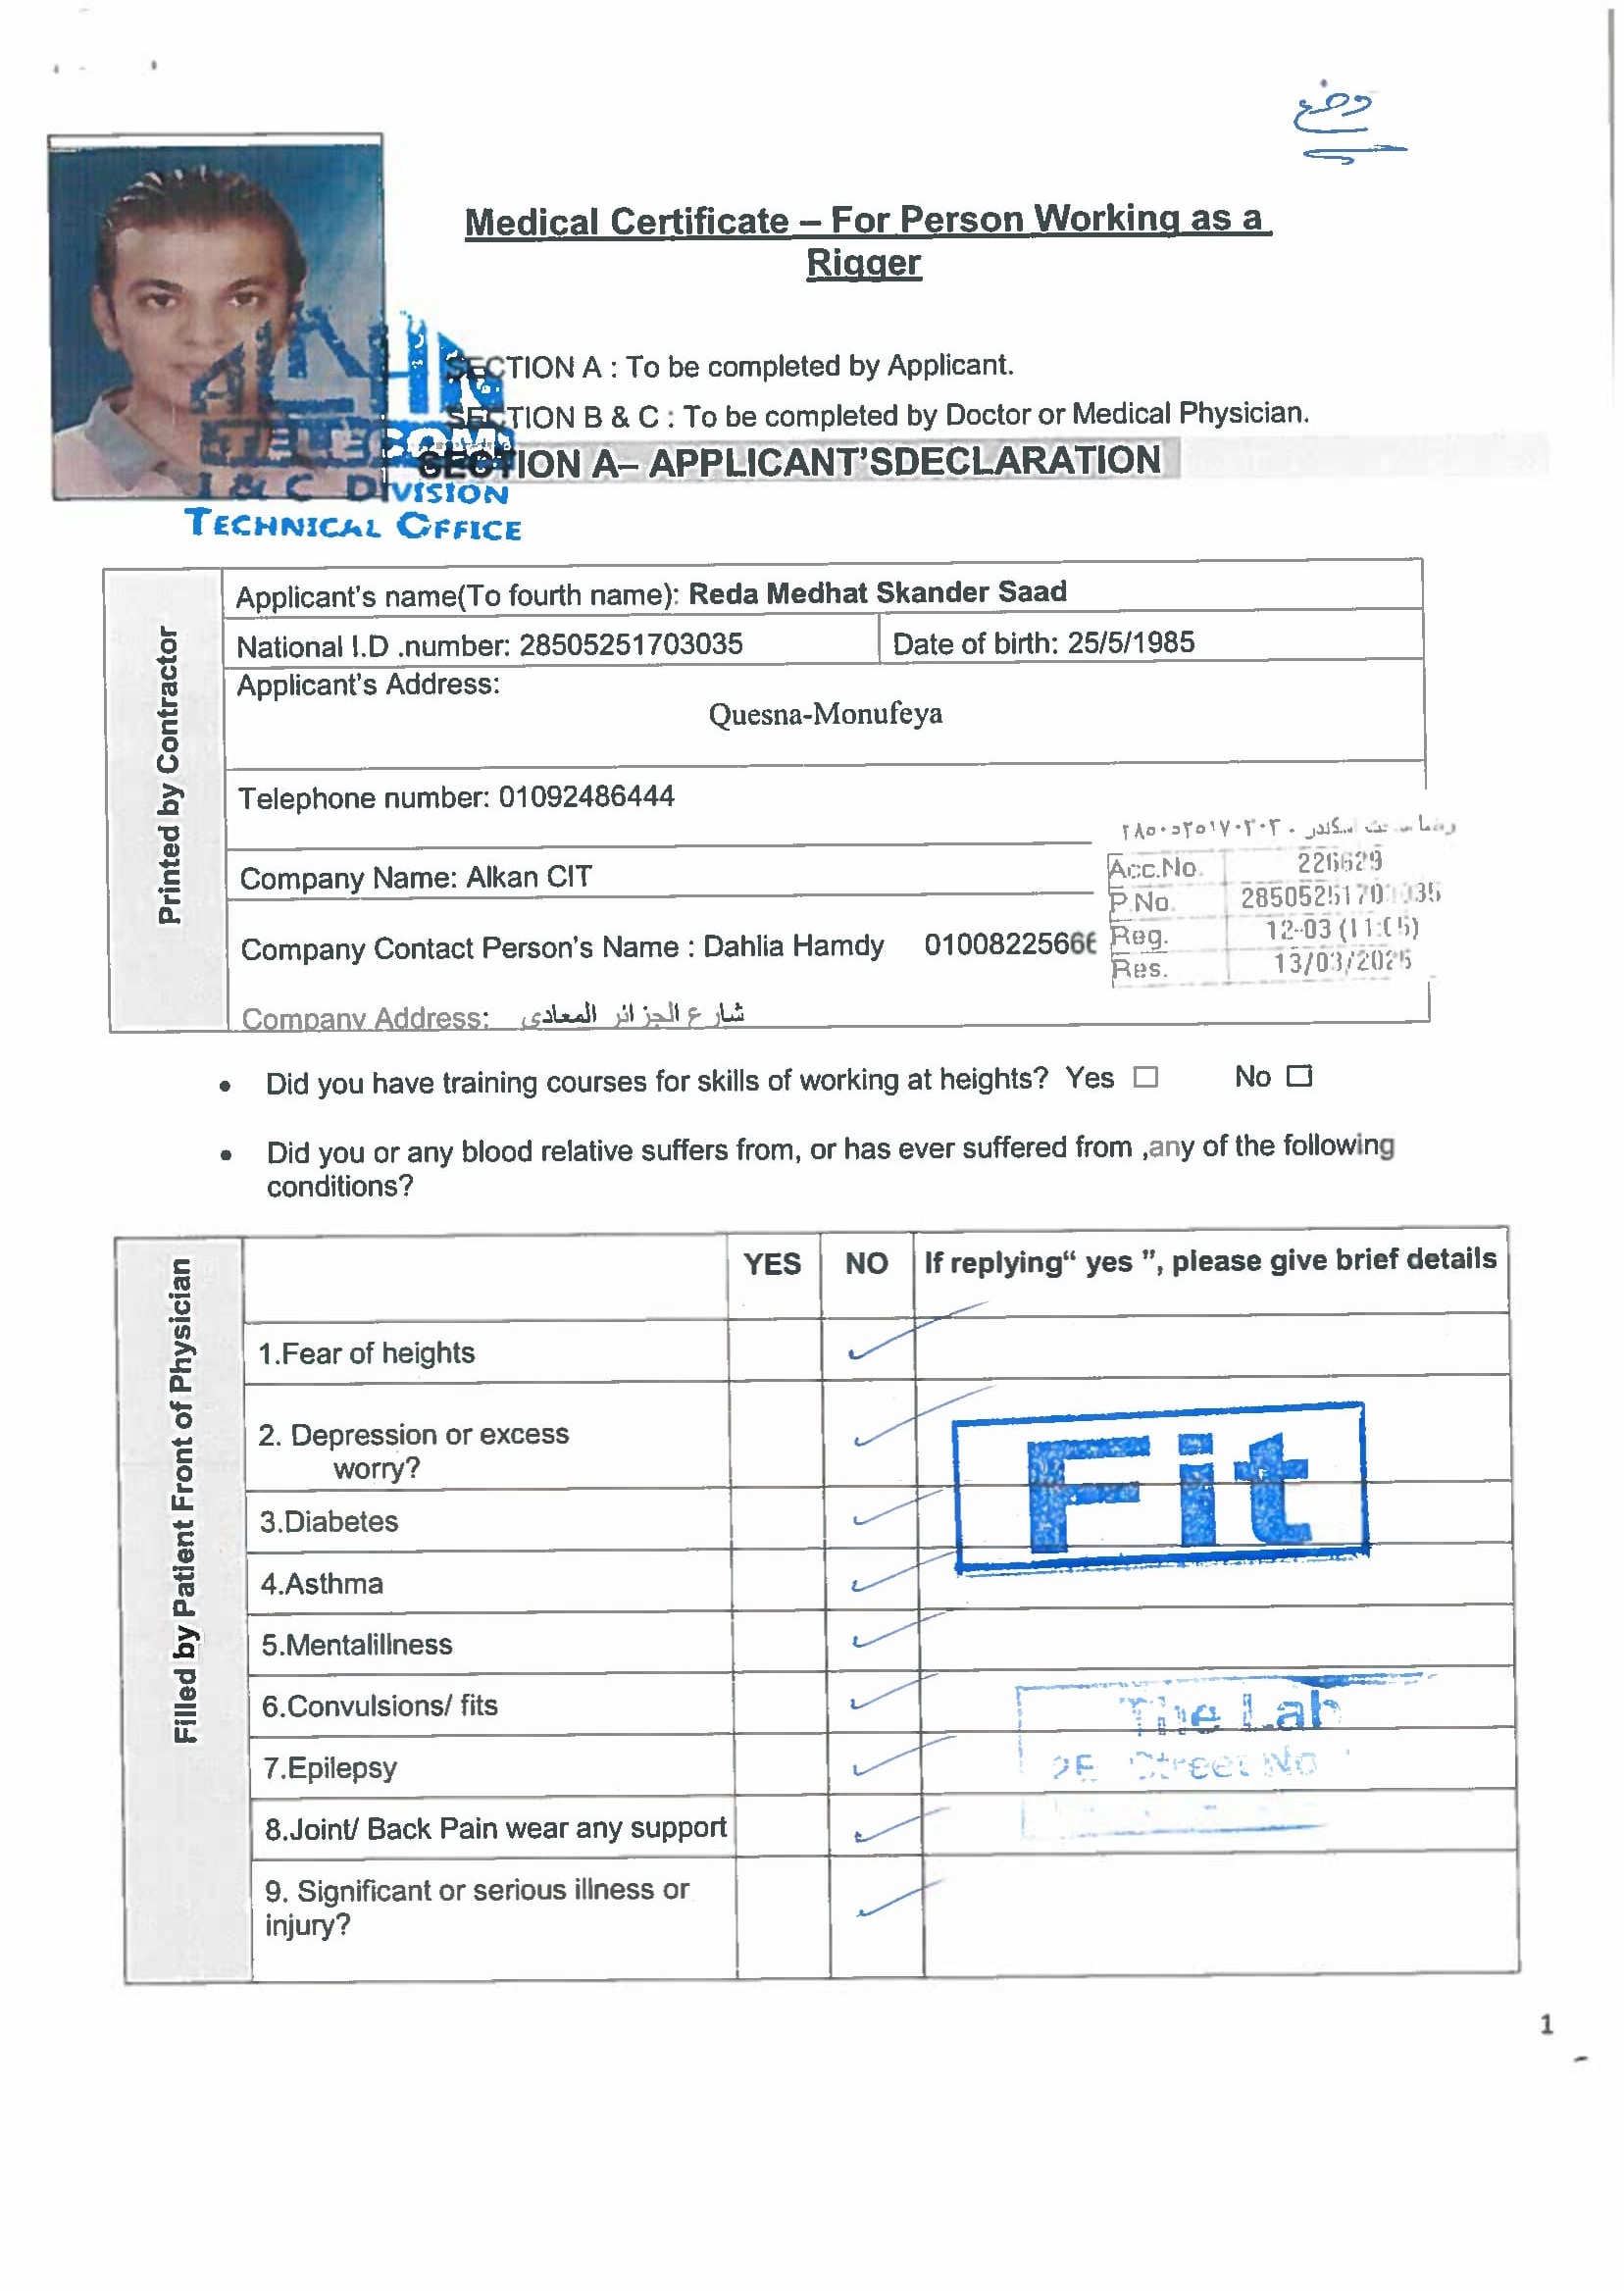 Medical Certificate – For Person Working as a
Rigger
SECTION A : To be completed by Applicant.
SECTION B & C : To be completed by Doctor or Medical Physician.
SECTION A– APPLICANT'SDECLARATION
TELECOM
I & C DIVISION
TECHNICAL OFFICE
Printed by Contractor
Applicant's name(To fourth name): Reda Medhat Skander Saad
National I.D .number: 28505251703035
Date of birth: 25/5/1985
Applicant's Address:
Quesna-Monufeya
Telephone number: 01092486444
Company Name: Alkan CIT
Company Contact Person's Name : Dahlia Hamdy 01008225666
Company Address: شارع الجزائر المعادى
Acc.No. 226629
P.No. 28505251703035
Reg. 12-03 (11:05)
Res. 13/03/2025
• Did you have training courses for skills of working at heights? Yes ☐ No ☐
• Did you or any blood relative suffers from, or has ever suffered from ,any of the following
conditions?
Filled by Patient Front of Physician
YES NO If replying“ yes ”, please give brief details
1.Fear of heights ✓
2. Depression or excess
worry? ✓
3.Diabetes ✓
4.Asthma ✓
5.Mentalillness ✓
6.Convulsions/ fits ✓
7.Epilepsy ✓
8.Joint/ Back Pain wear any support ✓
9. Significant or serious illness or
injury? ✓
Fit
The Lab
Street No
1